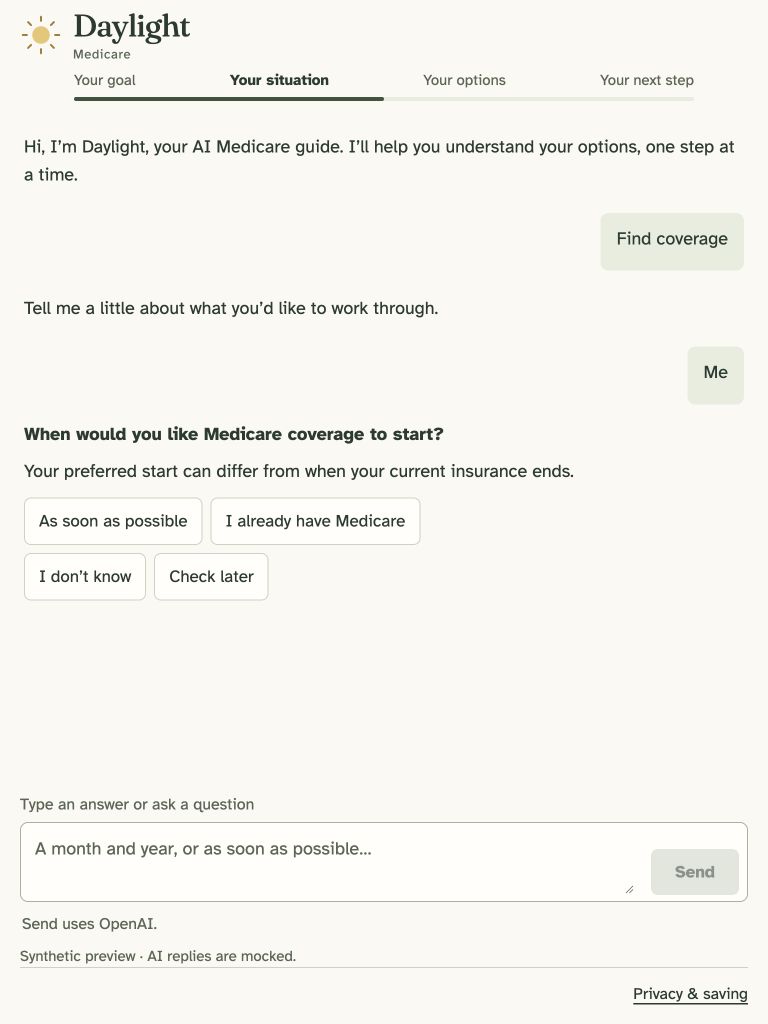 Daylight
Medicare
Your goal
Your situation
Your options
Your next step
Hi, I’m Daylight, your AI Medicare guide. I’ll help you understand your options, one step at
a time.
Find coverage
Tell me a little about what you’d like to work through.
Me
When would you like Medicare coverage to start?
Your preferred start can differ from when your current insurance ends.
As soon as possible
I already have Medicare
I don’t know
Check later
Type an answer or ask a question
A month and year, or as soon as possible...
Send
Send uses OpenAI.
Synthetic preview · AI replies are mocked.
Privacy & saving